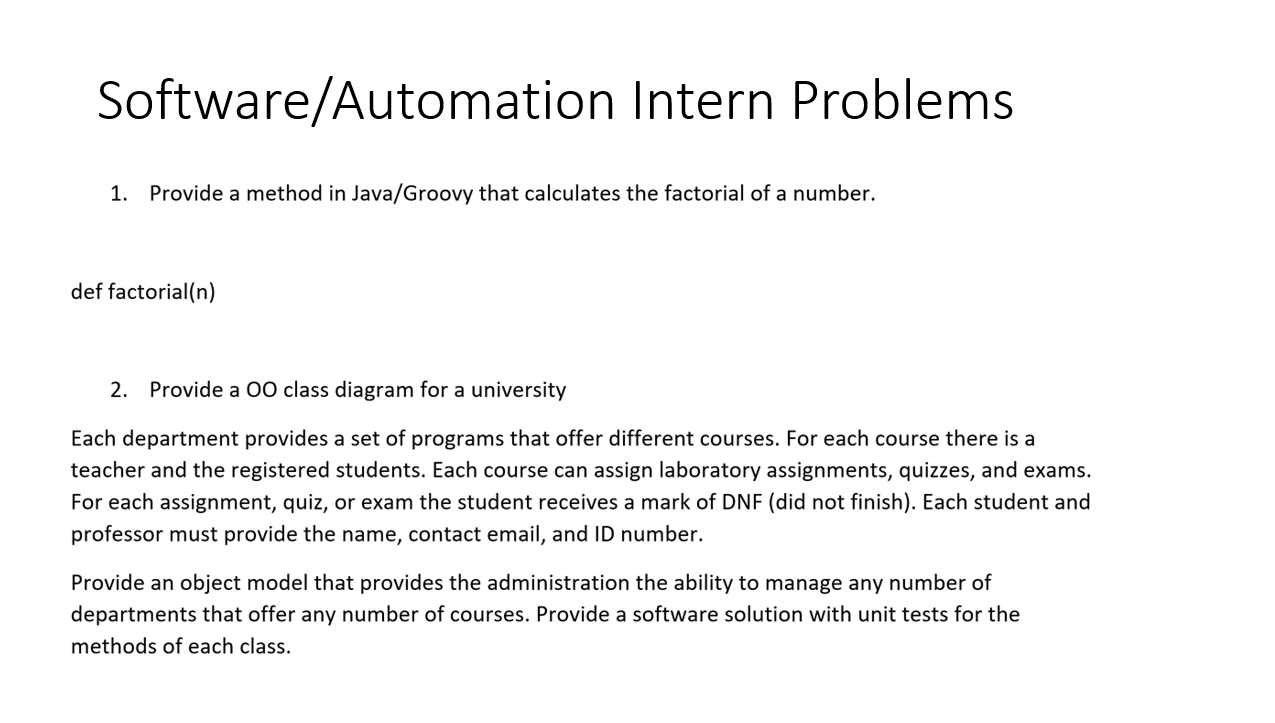 Software/Automation Intern Problems
1. Provide a method in Java/Groovy that calculates the factorial of a number.
def factorial(n)
2. Provide a OO class diagram for a university
Each department provides a set of programs that offer different courses. For each course there is a
teacher and the registered students. Each course can assign laboratory assignments, quizzes, and exams.
For each assignment, quiz, or exam the student receives a mark of DNF (did not finish). Each student and
professor must provide the name, contact email, and ID number.
Provide an object model that provides the administration the ability to manage any number of
departments that offer any number of courses. Provide a software solution with unit tests for the
methods of each class.